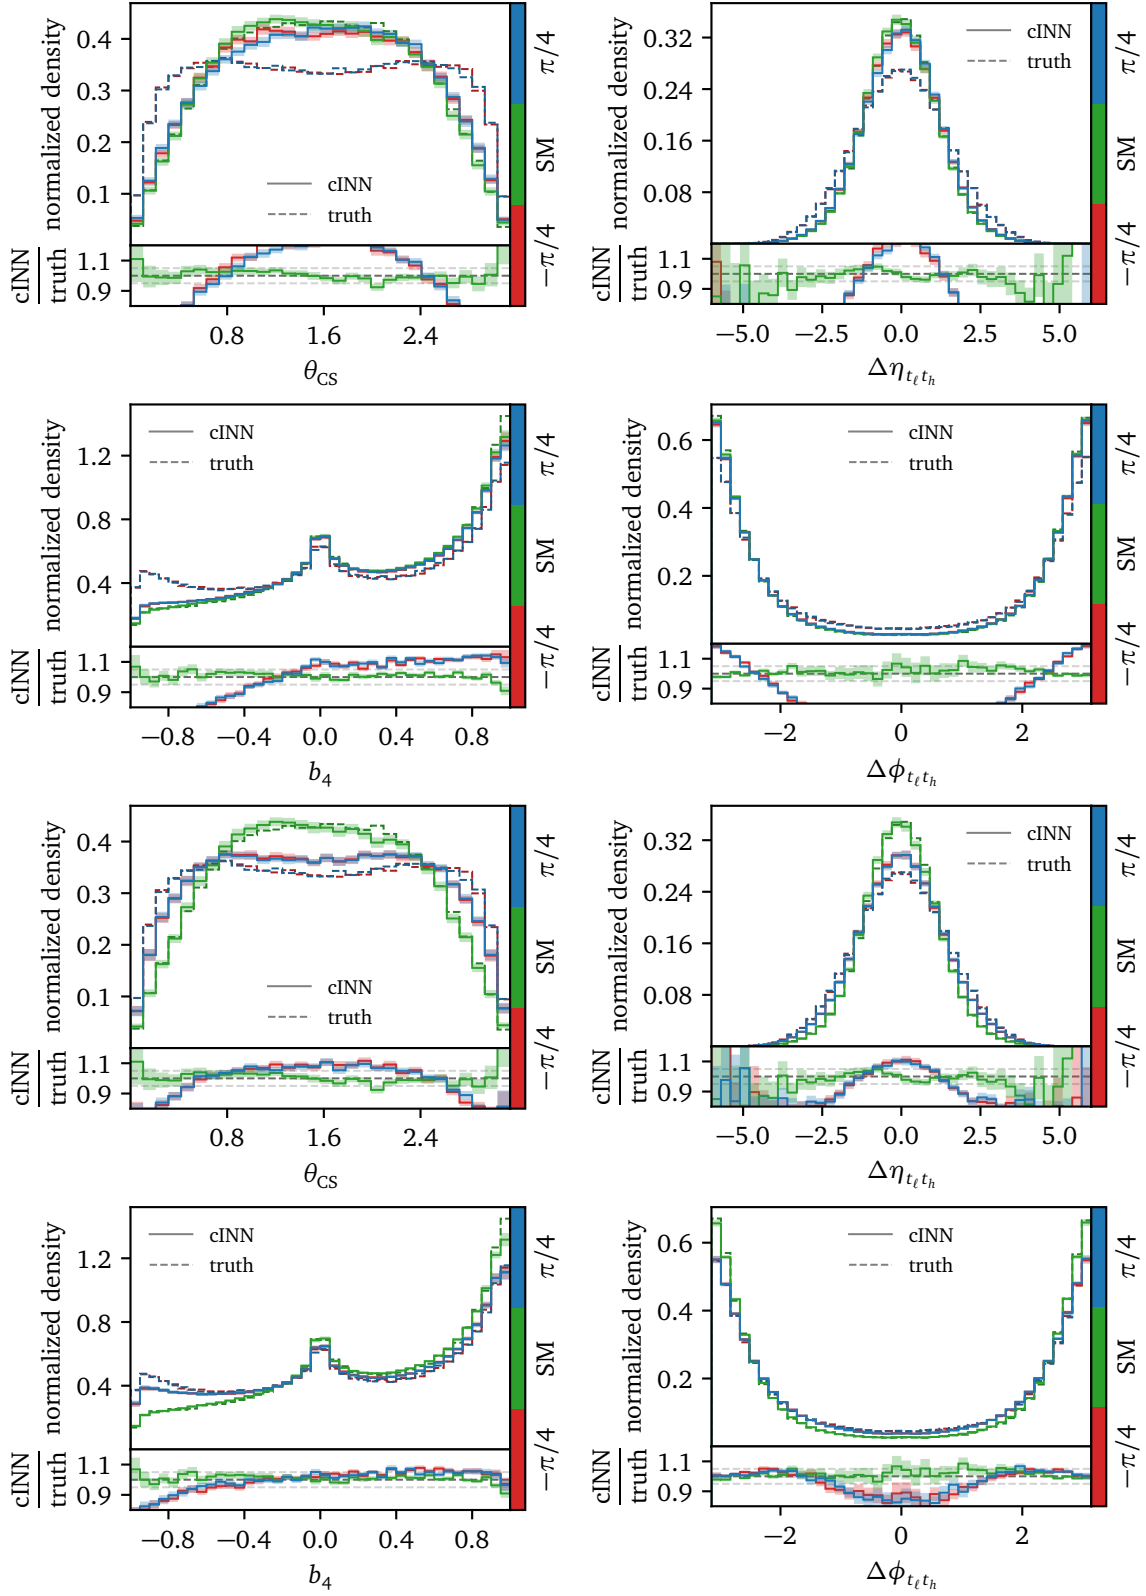 normalized density
0.4
0.3
0.2
0.1
cINN
truth
cINN
truth
1.1
0.9
0.8
1.6
2.4
θCS
π/4
SM
−π/4
normalized density
0.32
0.24
0.16
0.08
cINN
truth
cINN
truth
1.1
0.9
−5.0
−2.5
0.0
2.5
5.0
Δηtℓth
π/4
SM
−π/4
normalized density
1.2
0.8
0.4
cINN
truth
cINN
truth
1.1
0.9
−0.8
−0.4
0.0
0.4
0.8
b4
π/4
SM
−π/4
normalized density
0.6
0.4
0.2
cINN
truth
cINN
truth
1.1
0.9
−2
0
2
Δϕtℓth
π/4
SM
−π/4
normalized density
0.4
0.3
0.2
0.1
cINN
truth
cINN
truth
1.1
0.9
0.8
1.6
2.4
θCS
π/4
SM
−π/4
normalized density
0.32
0.24
0.16
0.08
cINN
truth
cINN
truth
1.1
0.9
−5.0
−2.5
0.0
2.5
5.0
Δηtℓth
π/4
SM
−π/4
normalized density
1.2
0.8
0.4
cINN
truth
cINN
truth
1.1
0.9
−0.8
−0.4
0.0
0.4
0.8
b4
π/4
SM
−π/4
normalized density
0.6
0.4
0.2
cINN
truth
cINN
truth
1.1
0.9
−2
0
2
Δϕtℓth
π/4
SM
−π/4